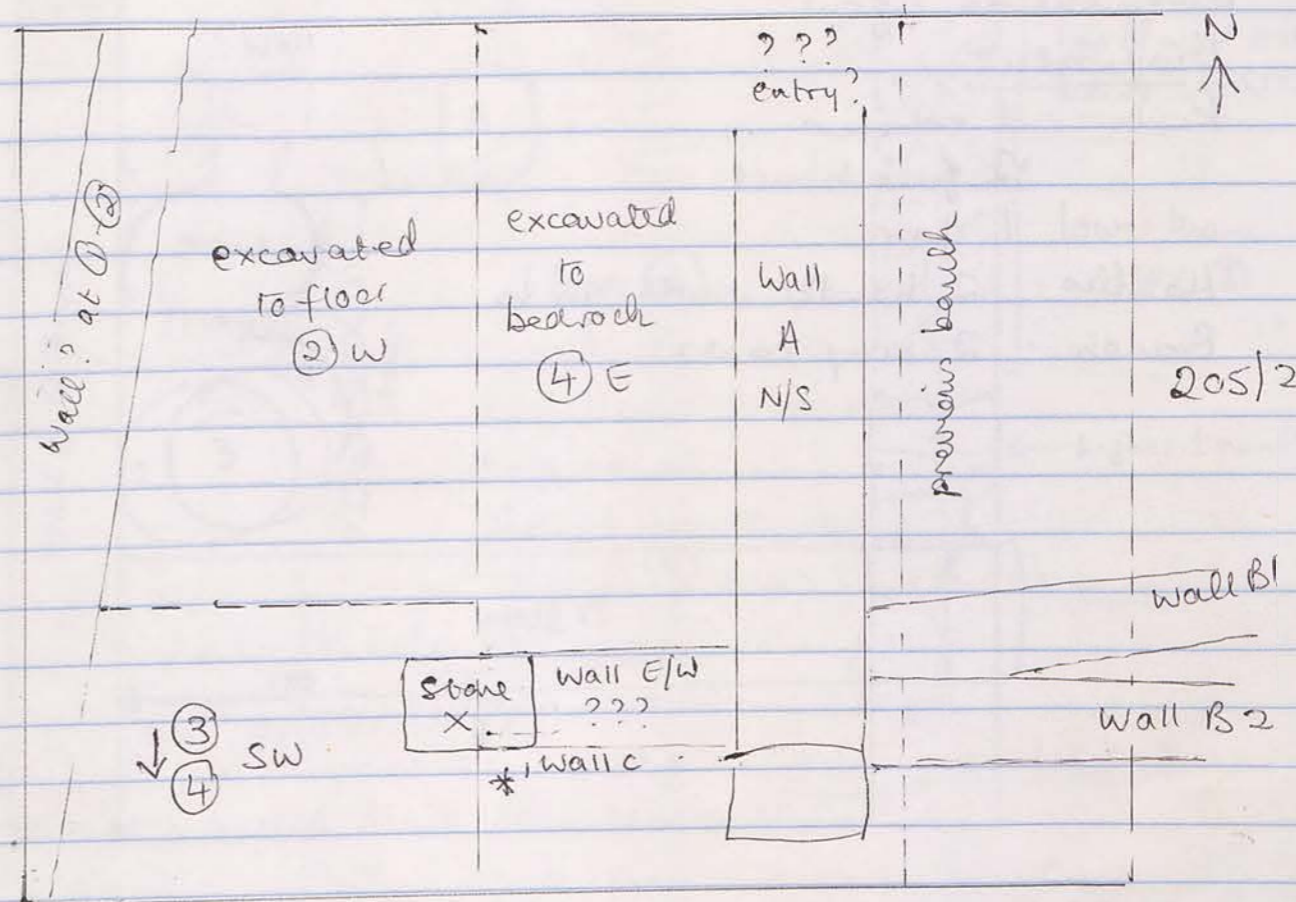 N
? ? ?
entry?
Wall? at ① - ②
excavated
to floor
② W
excavated
to
bedrock
④ E
Wall
A
N/S
previous baulk
205/2
Wall B1
Stone
X
Wall E/W
? ? ?
Wall B2
③
④
SW
* Wall C